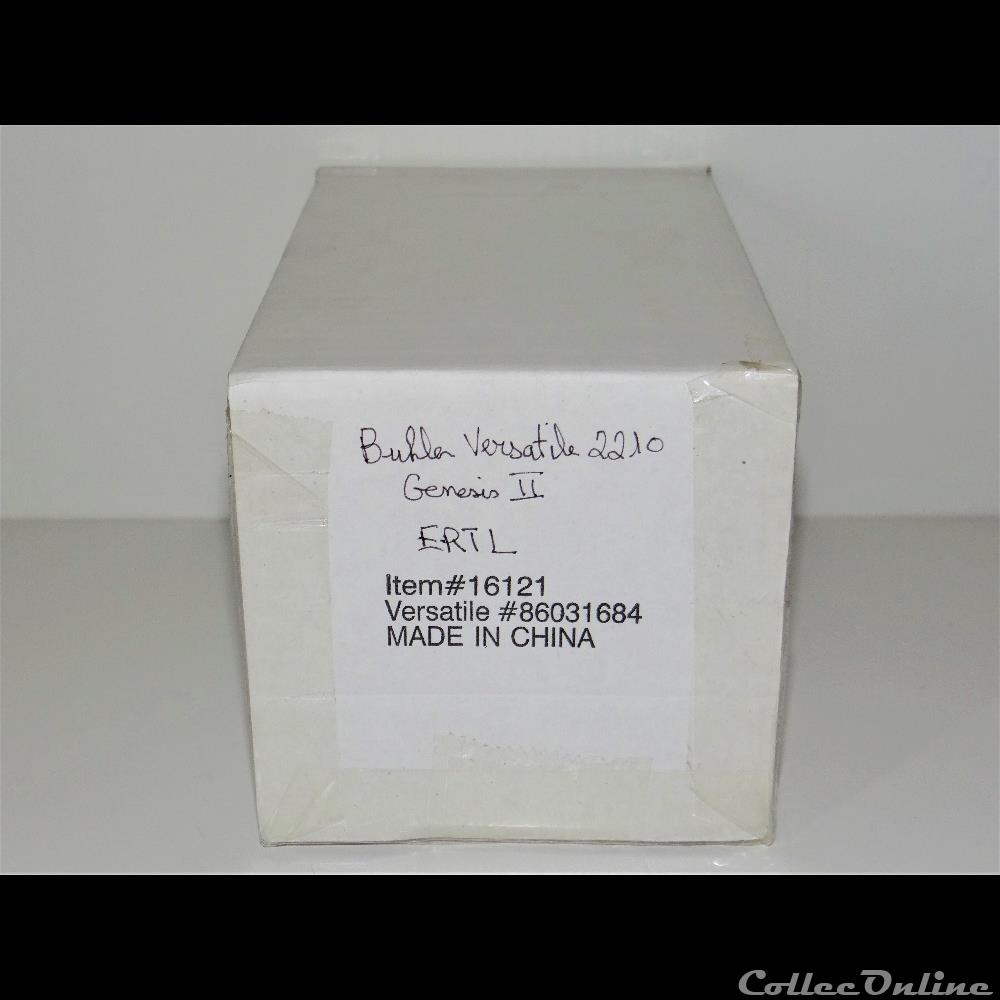 Buhler Versatile 2210
Genesis II
ERTL
Item#16121
Versatile #86031684
MADE IN CHINA
CollecOnline